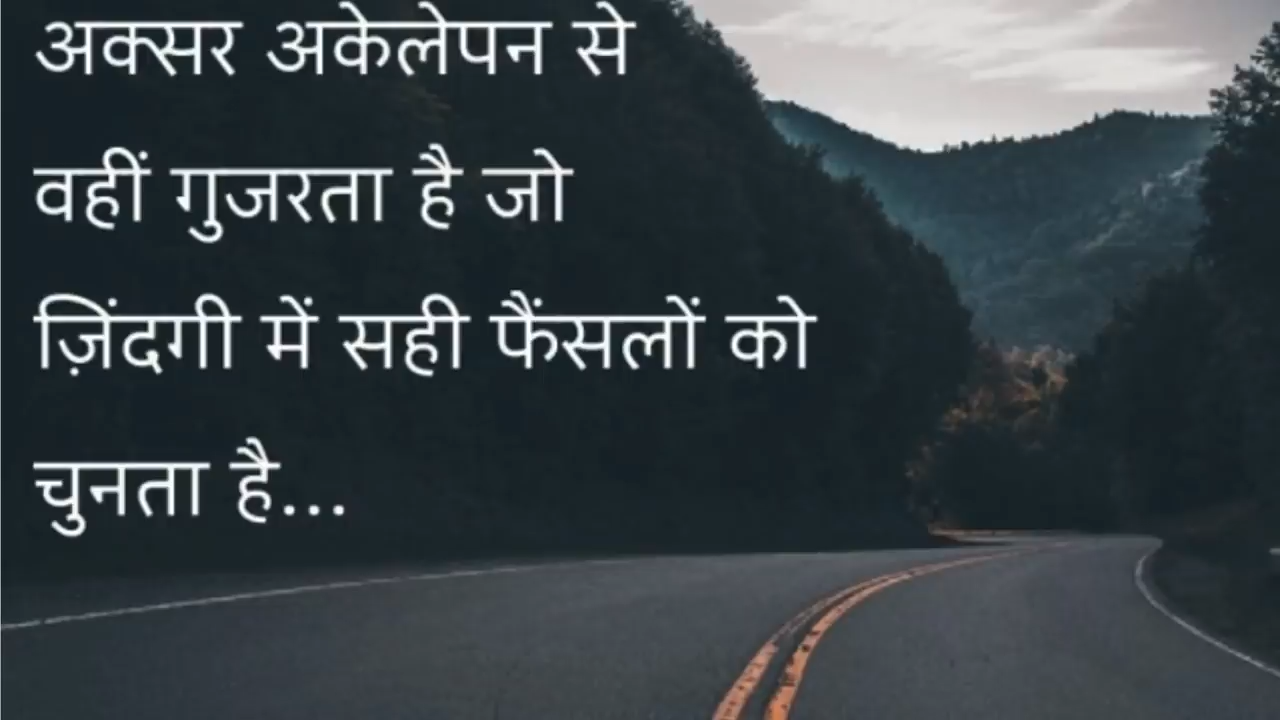 अक्सर अकेलेपन से
वहीं गुजरता है जो
ज़िंदगी में सही फैंसलों को
चुनता है...